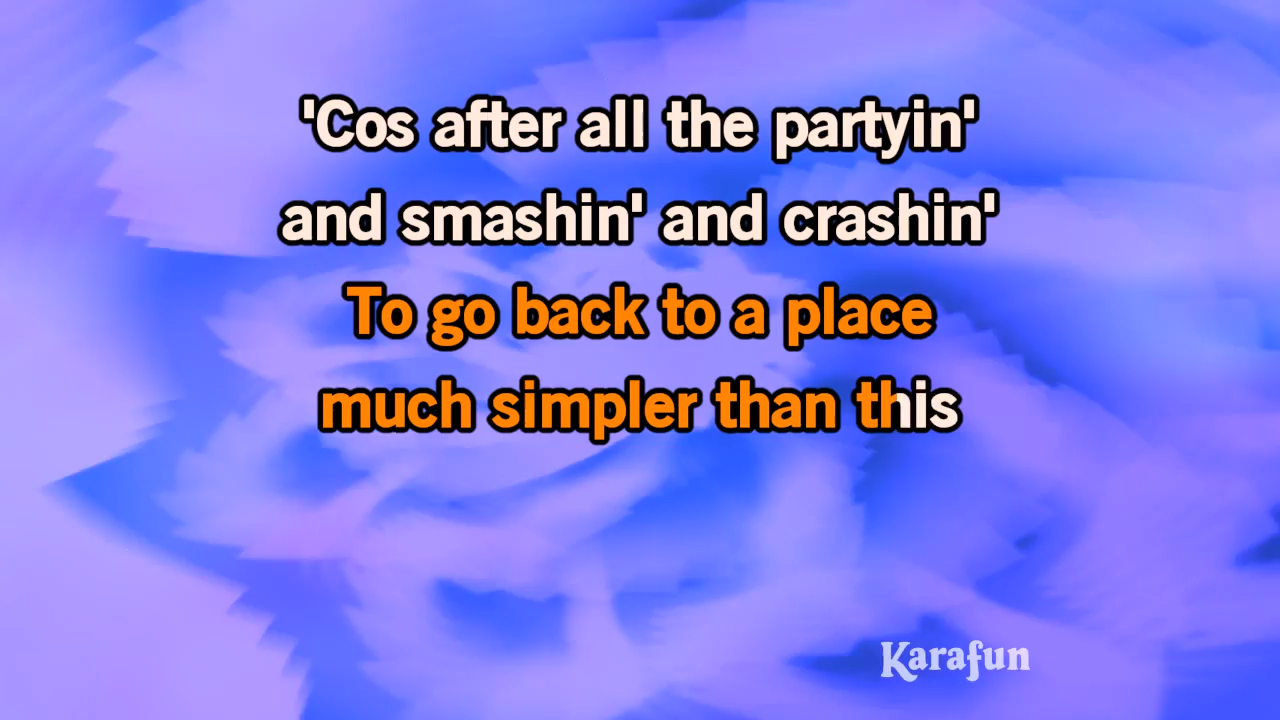 'Cos after all the partyin'
and smashin' and crashin'
To go back to a place
much simpler than this
Karafun